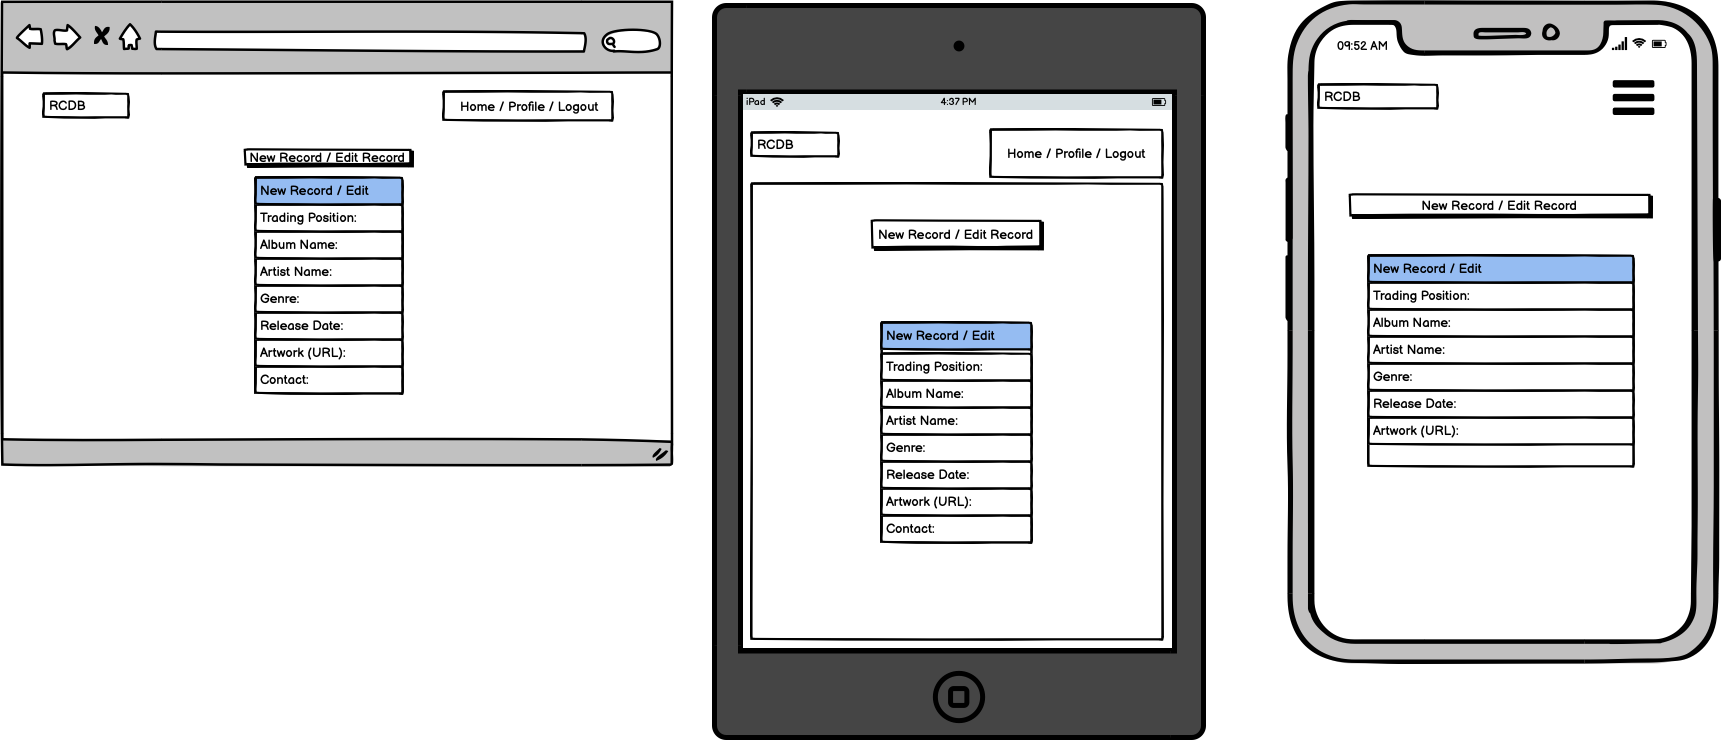 RCDB
Home / Profile / Logout
New Record / Edit Record
New Record / Edit
Trading Position:
Album Name:
Artist Name:
Genre:
Release Date:
Artwork (URL):
Contact:
iPad
4:37 PM
RCDB
Home / Profile / Logout
New Record / Edit Record
New Record / Edit
Trading Position:
Album Name:
Artist Name:
Genre:
Release Date:
Artwork (URL):
Contact:
09:52 AM
RCDB
New Record / Edit Record
New Record / Edit
Trading Position:
Album Name:
Artist Name:
Genre:
Release Date:
Artwork (URL):